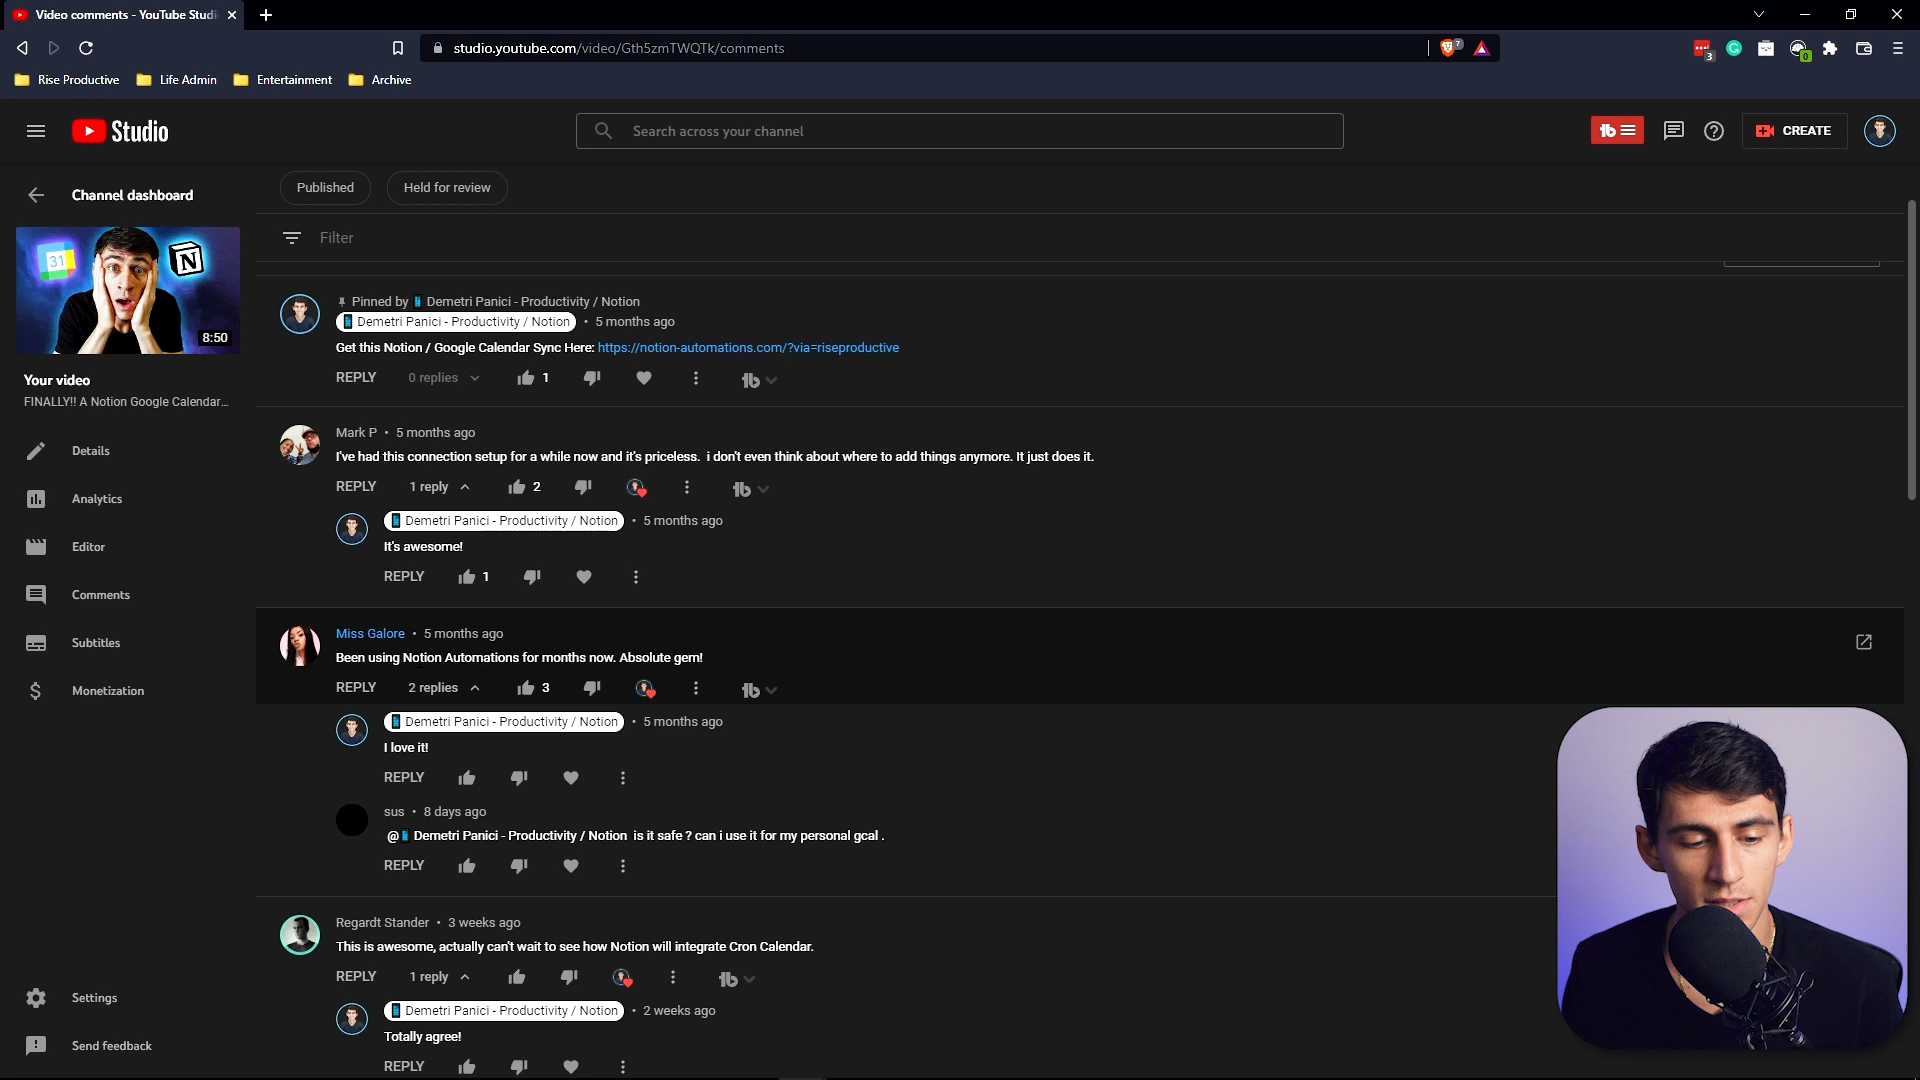 Video comments - YouTube Studi
studio.youtube.com/video/Gth5zmTWQTk/comments
7
3
0
Rise Productive
Life Admin
Entertainment
Archive
Studio
Search across your channel
CREATE
Channel dashboard
31
N
8:50
Your video
FINALLY!! A Notion Google Calendar...
Details
Analytics
Editor
Comments
Subtitles
Monetization
Settings
Send feedback
Published
Held for review
Filter
Pinned by Demetri Panici - Productivity / Notion
Demetri Panici - Productivity / Notion • 5 months ago
Get this Notion / Google Calendar Sync Here: https://notion-automations.com/?via=riseproductive
REPLY 0 replies 1
Mark P • 5 months ago
I've had this connection setup for a while now and it's priceless. i don't even think about where to add things anymore. It just does it.
REPLY 1 reply 2
Demetri Panici - Productivity / Notion • 5 months ago
It's awesome!
REPLY 1
Miss Galore • 5 months ago
Been using Notion Automations for months now. Absolute gem!
REPLY 2 replies 3
Demetri Panici - Productivity / Notion • 5 months ago
I love it!
REPLY
sus • 8 days ago
@ Demetri Panici - Productivity / Notion is it safe ? can i use it for my personal gcal .
REPLY
Regardt Stander • 3 weeks ago
This is awesome, actually can't wait to see how Notion will integrate Cron Calendar.
REPLY 1 reply
Demetri Panici - Productivity / Notion • 2 weeks ago
Totally agree!
REPLY